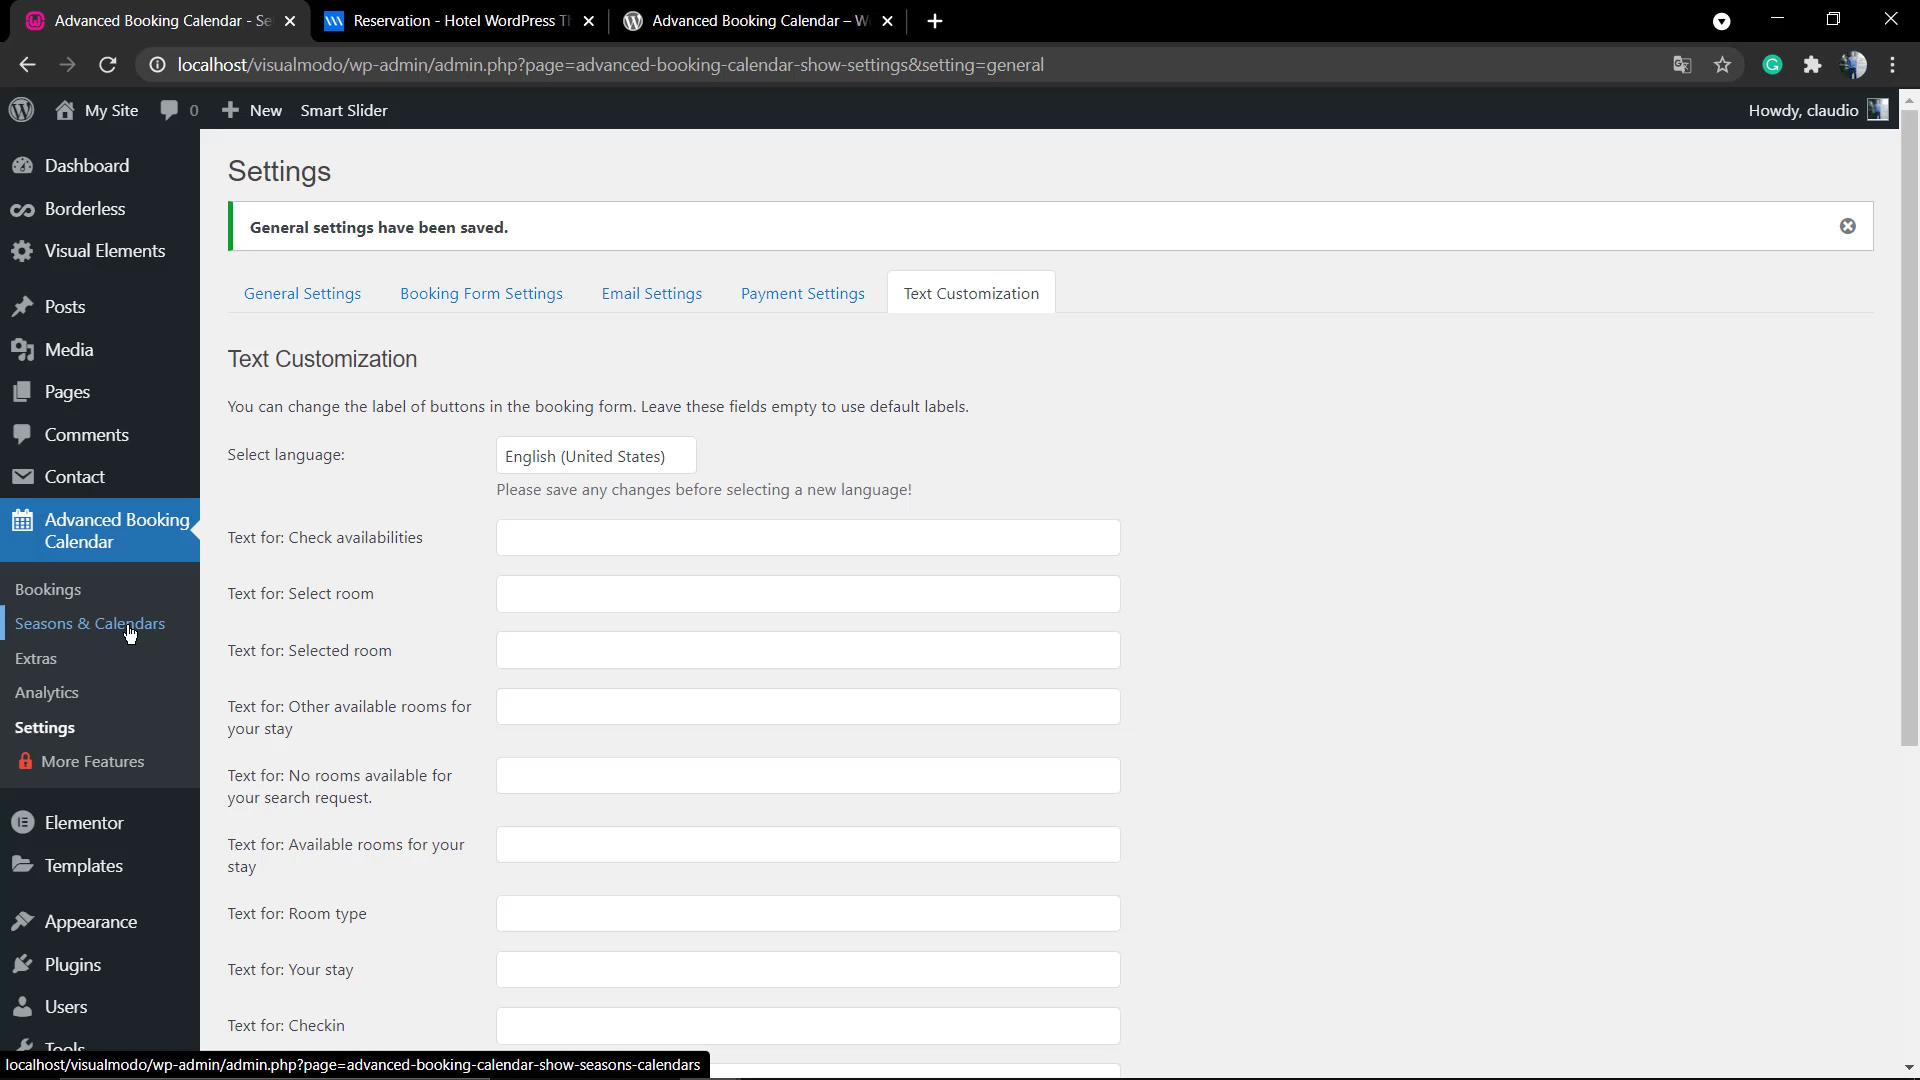 Advanced Booking Calendar - Se
Reservation - Hotel WordPress Th
Advanced Booking Calendar – W
localhost/visualmodo/wp-admin/admin.php?page=advanced-booking-calendar-show-settings&setting=general
My Site
0
New
Smart Slider
Howdy, claudio
Dashboard
Borderless
Visual Elements
Posts
Media
Pages
Comments
Contact
Advanced Booking
Calendar
Bookings
Seasons & Calendars
Extras
Analytics
Settings
More Features
Elementor
Templates
Appearance
Plugins
Users
Tools
Settings
General settings have been saved.
General Settings
Booking Form Settings
Email Settings
Payment Settings
Text Customization
Text Customization
You can change the label of buttons in the booking form. Leave these fields empty to use default labels.
Select language:
English (United States)
Please save any changes before selecting a new language!
Text for: Check availabilities
Text for: Select room
Text for: Selected room
Text for: Other available rooms for
your stay
Text for: No rooms available for
your search request.
Text for: Available rooms for your
stay
Text for: Room type
Text for: Your stay
Text for: Checkin
localhost/visualmodo/wp-admin/admin.php?page=advanced-booking-calendar-show-seasons-calendars